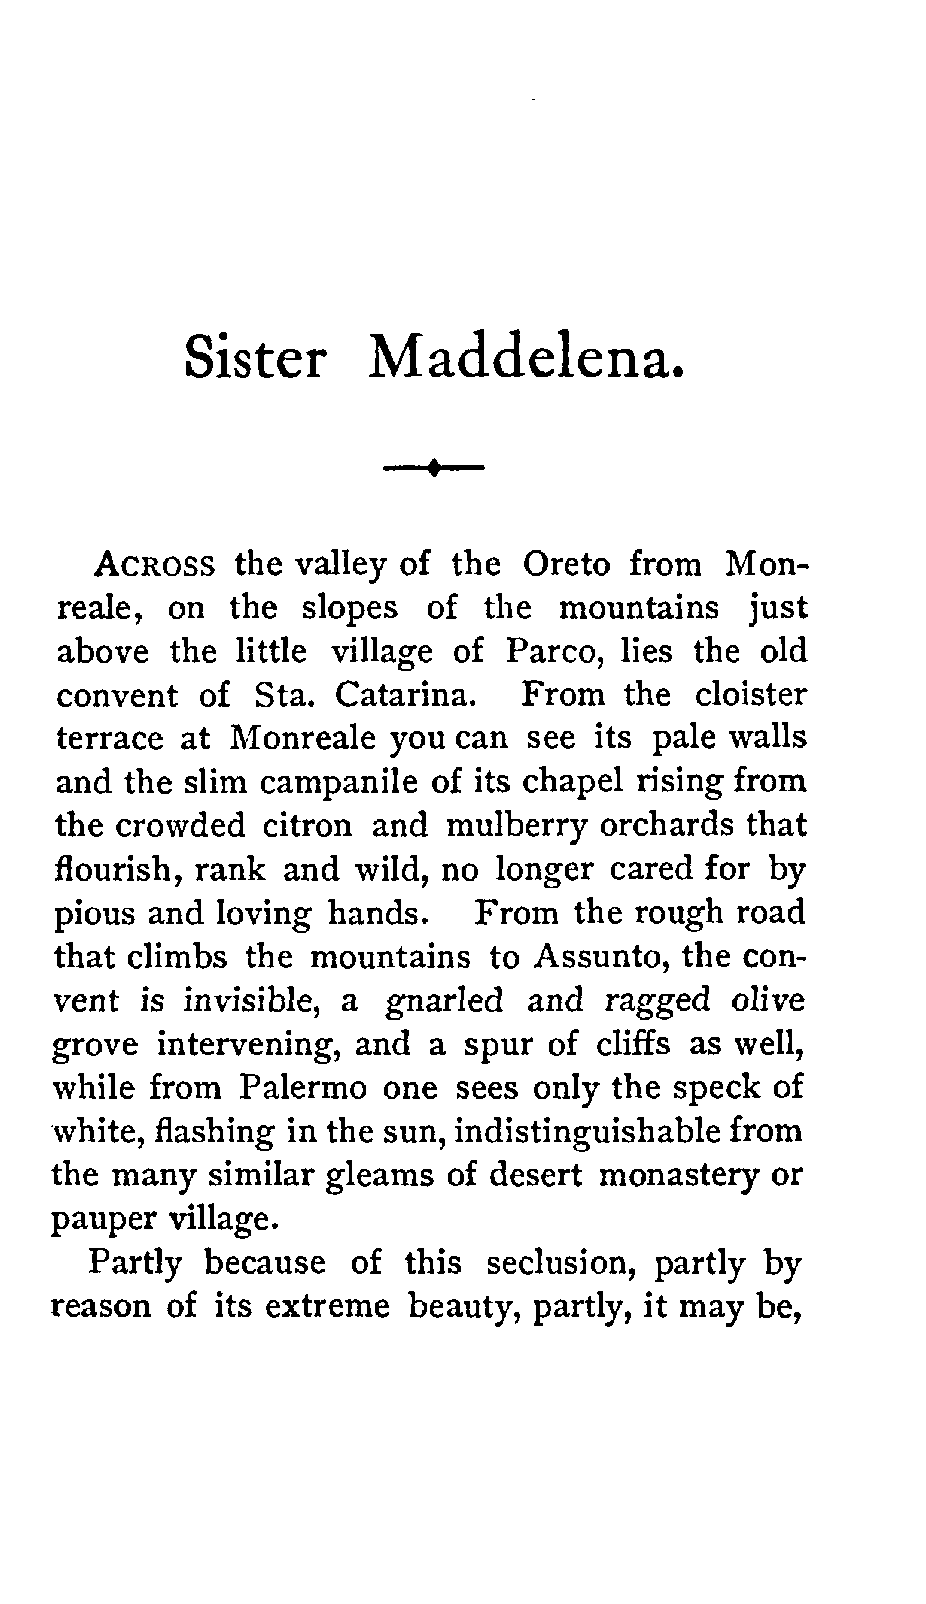 Sister Maddelena.
ACROSS the valley of the Oreto from Mon-
reale, on the slopes of the mountains just
above the little village of Parco, lies the old
convent of Sta. Catarina. From the cloister
terrace at Monreale you can see its pale walls
and the slim campanile of its chapel rising from
the crowded citron and mulberry orchards that
flourish, rank and wild, no longer cared for by
pious and loving hands. From the rough road
that climbs the mountains to Assunto, the con-
vent is invisible, a gnarled and ragged olive
grove intervening, and a spur of cliffs as well,
while from Palermo one sees only the speck of
white, flashing in the sun, indistinguishable from
the many similar gleams of desert monastery or
pauper village.
Partly because of this seclusion, partly by
reason of its extreme beauty, partly, it may be,